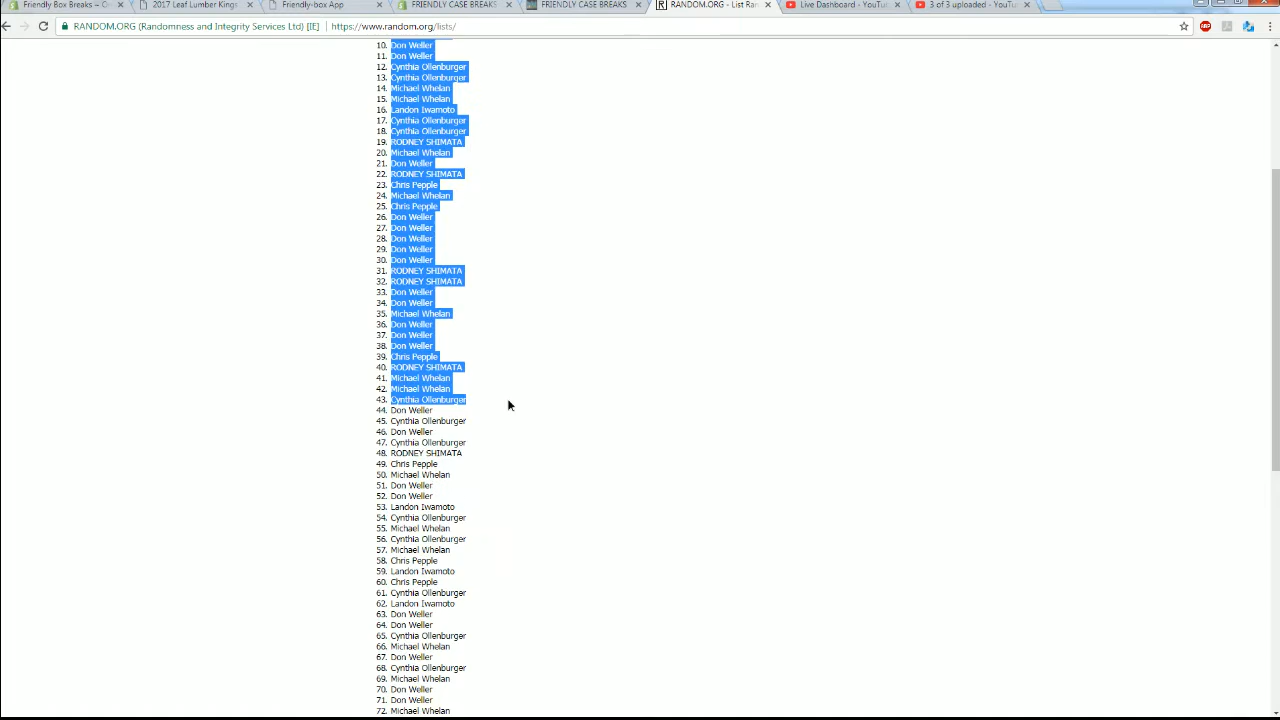 Friendly Box Breaks = O
2017 Leaf Lumber Kings
Friendly-box App
FRIENDLY CASE BREAKS
FRIENDLY CASE BREAKS
RANDOM.ORG - List Ran
Live Dashboard - YouTu
3 of 3 uploaded - YouTu
RANDOM.ORG (Randomness and Integrity Services Ltd) [IE] https://www.random.org/lists/
10. Don Weller
11. Don Weller
12. Cynthia Ollenburger
13. Cynthia Ollenburger
14. Michael Whelan
15. Michael Whelan
16. Landon Iwamoto
17. Cynthia Ollenburger
18. Cynthia Ollenburger
19. RODNEY SHIMATA
20. Michael Whelan
21. Don Weller
22. RODNEY SHIMATA
23. Chris Pepple
24. Michael Whelan
25. Chris Pepple
26. Don Weller
27. Don Weller
28. Don Weller
29. Don Weller
30. Don Weller
31. RODNEY SHIMATA
32. RODNEY SHIMATA
33. Don Weller
34. Don Weller
35. Michael Whelan
36. Don Weller
37. Don Weller
38. Don Weller
39. Chris Pepple
40. RODNEY SHIMATA
41. Michael Whelan
42. Michael Whelan
43. Cynthia Ollenburger
44. Don Weller
45. Cynthia Ollenburger
46. Don Weller
47. Cynthia Ollenburger
48. RODNEY SHIMATA
49. Chris Pepple
50. Michael Whelan
51. Don Weller
52. Don Weller
53. Landon Iwamoto
54. Cynthia Ollenburger
55. Michael Whelan
56. Cynthia Ollenburger
57. Michael Whelan
58. Chris Pepple
59. Landon Iwamoto
60. Chris Pepple
61. Cynthia Ollenburger
62. Landon Iwamoto
63. Don Weller
64. Don Weller
65. Cynthia Ollenburger
66. Michael Whelan
67. Don Weller
68. Cynthia Ollenburger
69. Michael Whelan
70. Don Weller
71. Don Weller
72. Michael Whelan